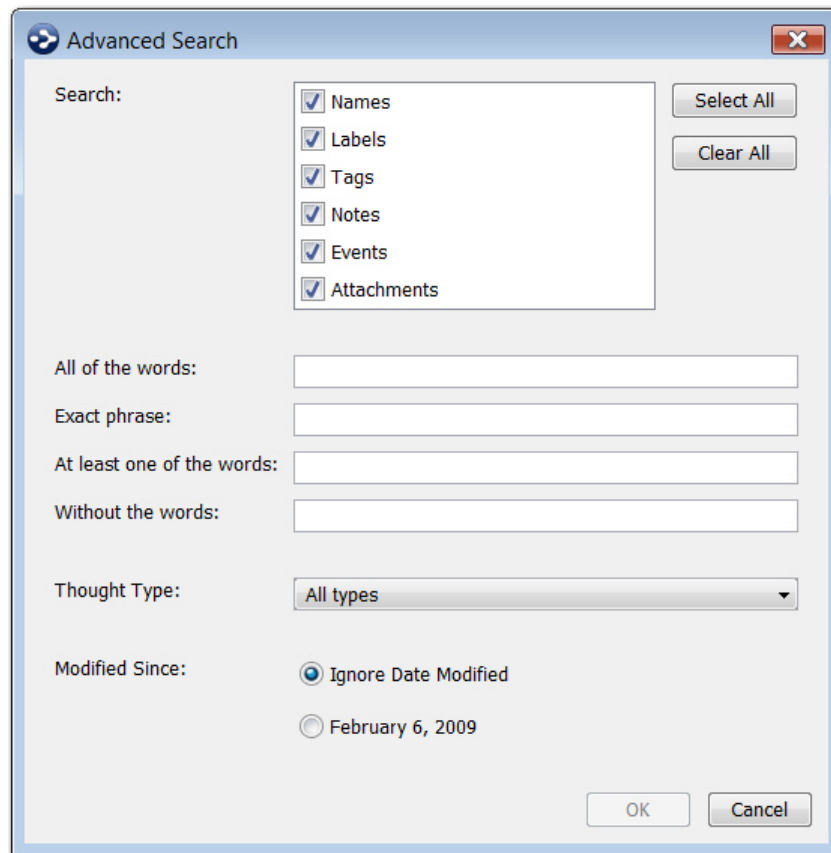 Advanced Search
Search:
Names
Select All
Labels
Clear All
Tags
Notes
Events
Attachments
All of the words:
Exact phrase:
At least one of the words:
Without the words:
Thought Type:
All types
Modified Since:
Ignore Date Modified
February 6, 2009
OK
Cancel